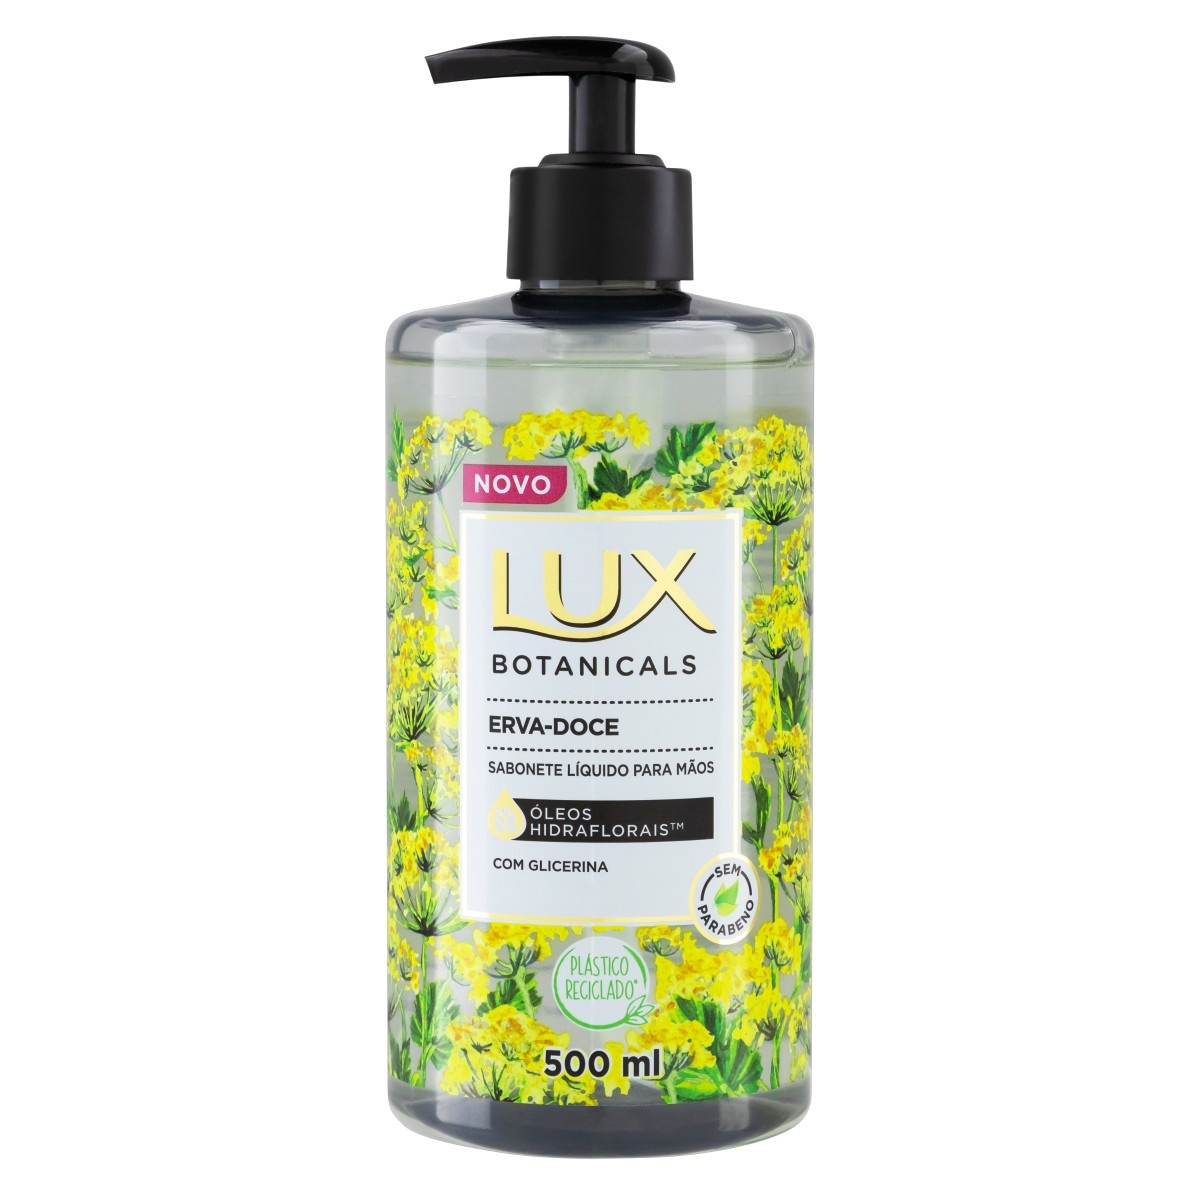 NOVO
LUX
BOTANICALS
ERVA-DOCE
SABONETE LÍQUIDO PARA MÃOS
ÓLEOS
HIDRAFLORAIS™
COM GLICERINA
SEM
PARABENO
PLÁSTICO
RECICLADO*
500 ml